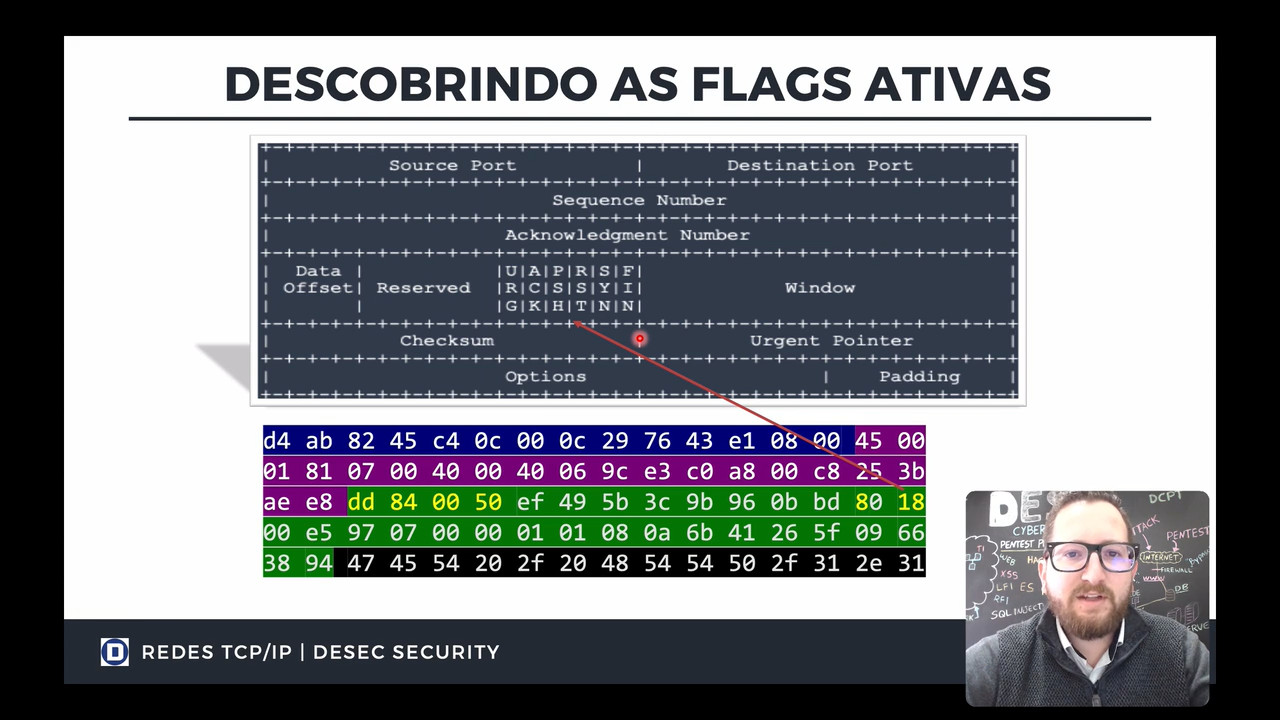 DESCOBRINDO AS FLAGS ATIVAS
Source Port | Destination Port
Sequence Number
Acknowledgment Number
Data | |U|A|P|R|S|F|
Offset| Reserved |R|C|S|S|Y|I| Window
| |G|K|H|T|N|N|
Checksum | Urgent Pointer
Options | Padding
d4 ab 82 45 c4 0c 00 0c 29 76 43 e1 08 00 45 00
01 81 07 00 40 00 40 06 9c e3 c0 a8 00 c8 25 3b
ae e8 dd 84 00 50 ef 49 5b 3c 9b 96 0b bd 80 18
00 e5 97 07 00 00 01 01 08 0a 6b 41 26 5f 09 66
38 94 47 45 54 20 2f 20 48 54 54 50 2f 31 2e 31
D REDES TCP/IP | DESEC SECURITY
DE
DCPT
CYBER
PENTEST
INTERNET
FIREWALL
WWW
XSS
LFI
RFI
SQL INJECT
DB